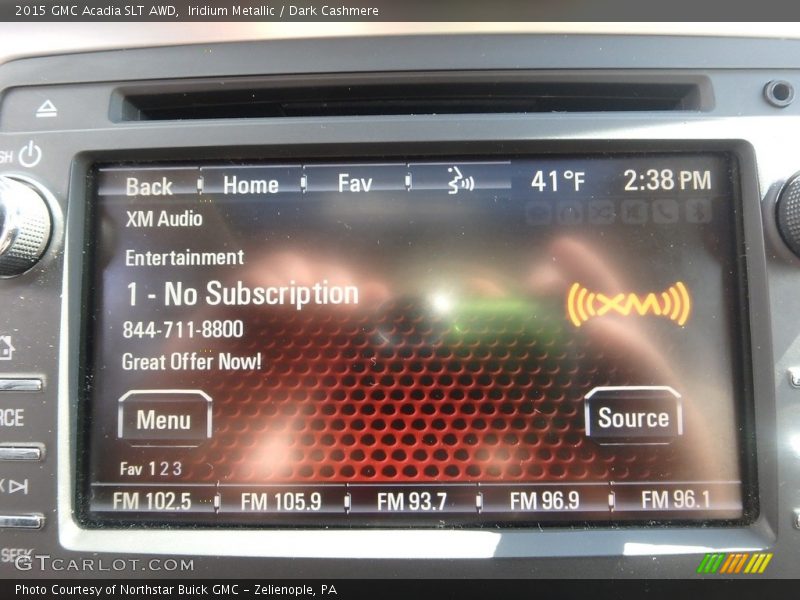 2015 GMC Acadia SLT AWD, Iridium Metallic / Dark Cashmere
Back Home Fav 41°F 2:38 PM
XM Audio
Entertainment
1 - No Subscription
XM
844-711-8800
Great Offer Now!
Menu Source
Fav 1 2 3
FM 102.5 FM 105.9 FM 93.7 FM 96.9 FM 96.1
SEEK
GTCARLOT.COM
Photo Courtesy of Northstar Buick GMC – Zelienople, PA